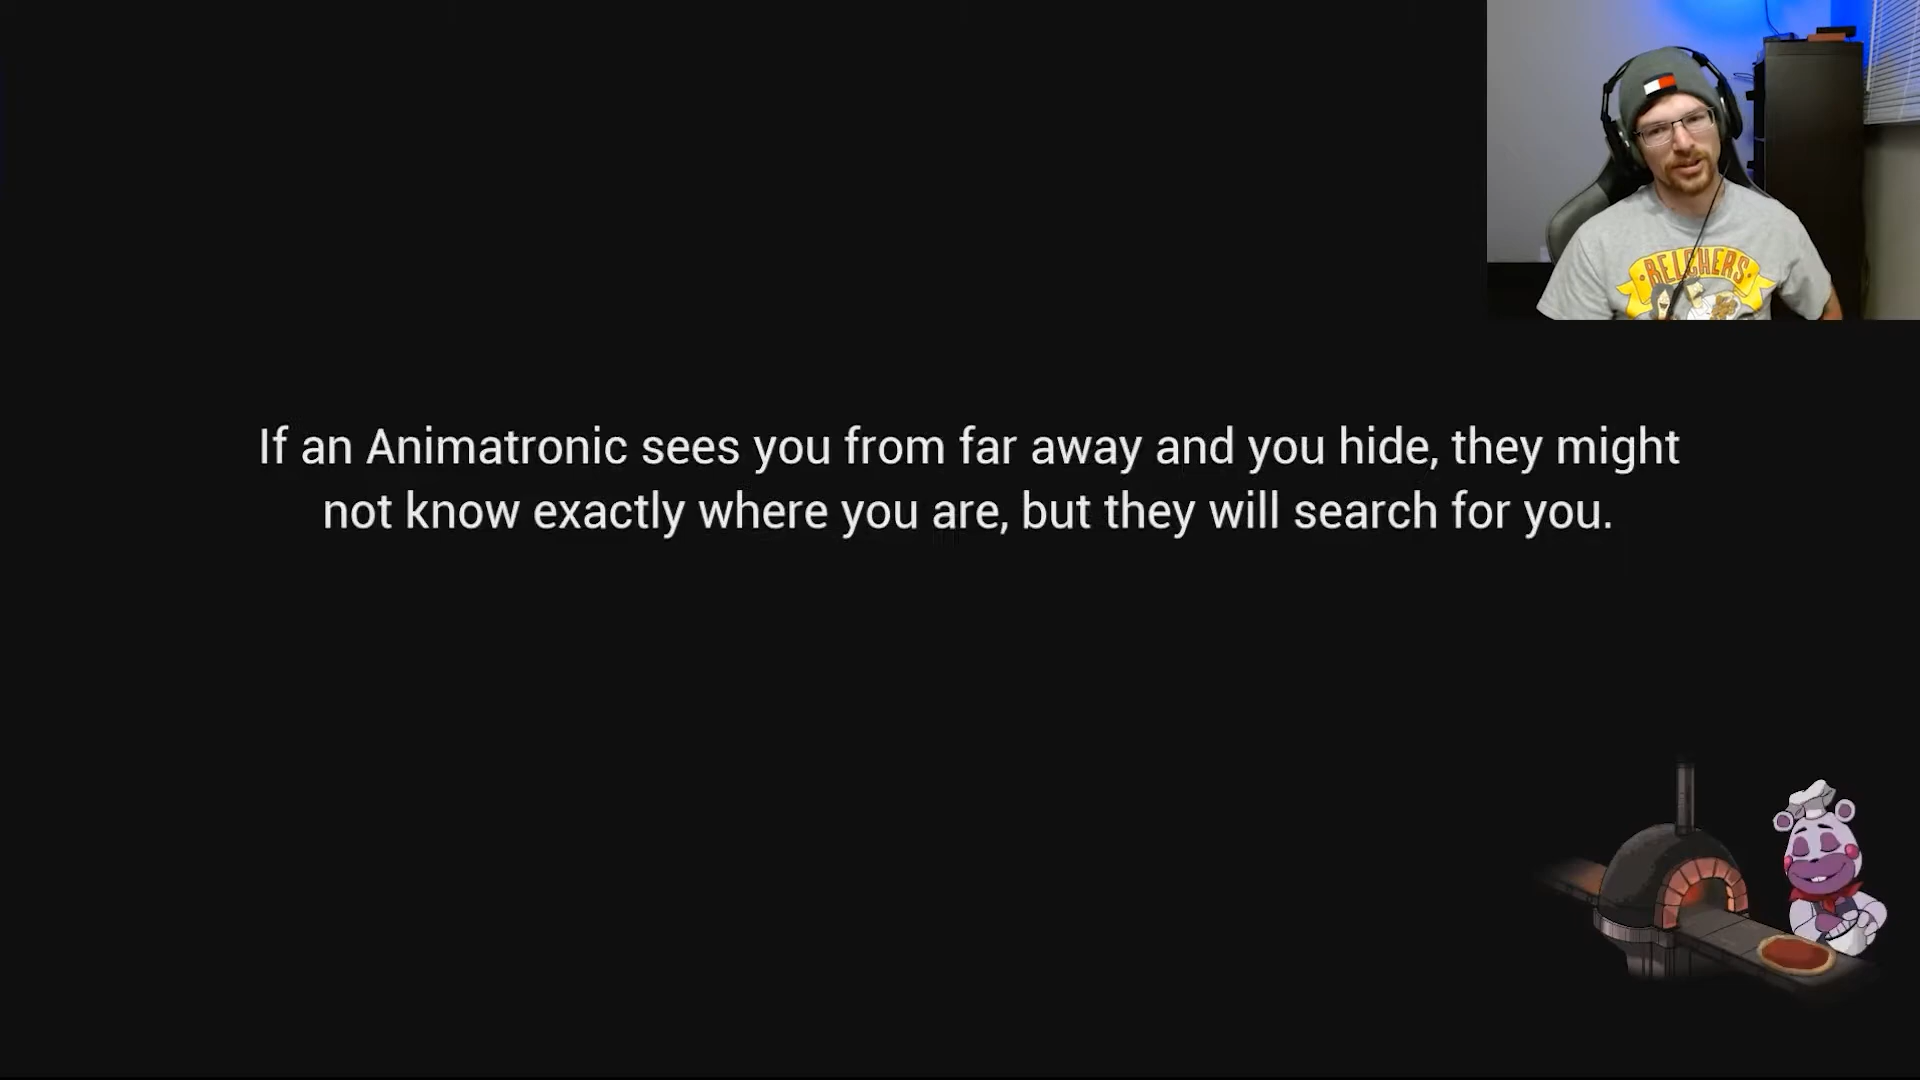 BELCHERS
If an Animatronic sees you from far away and you hide, they might
not know exactly where you are, but they will search for you.